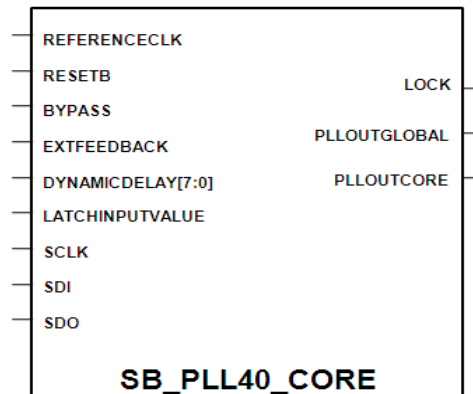 REFERENCECLK
RESETB
BYPASS
EXTFEEDBACK
DYNAMICDELAY[7:0]
LATCHINPUTVALUE
SCLK
SDI
SDO
LOCK
PLLOUTGLOBAL
PLLOUTCORE
SB_PLL40_CORE